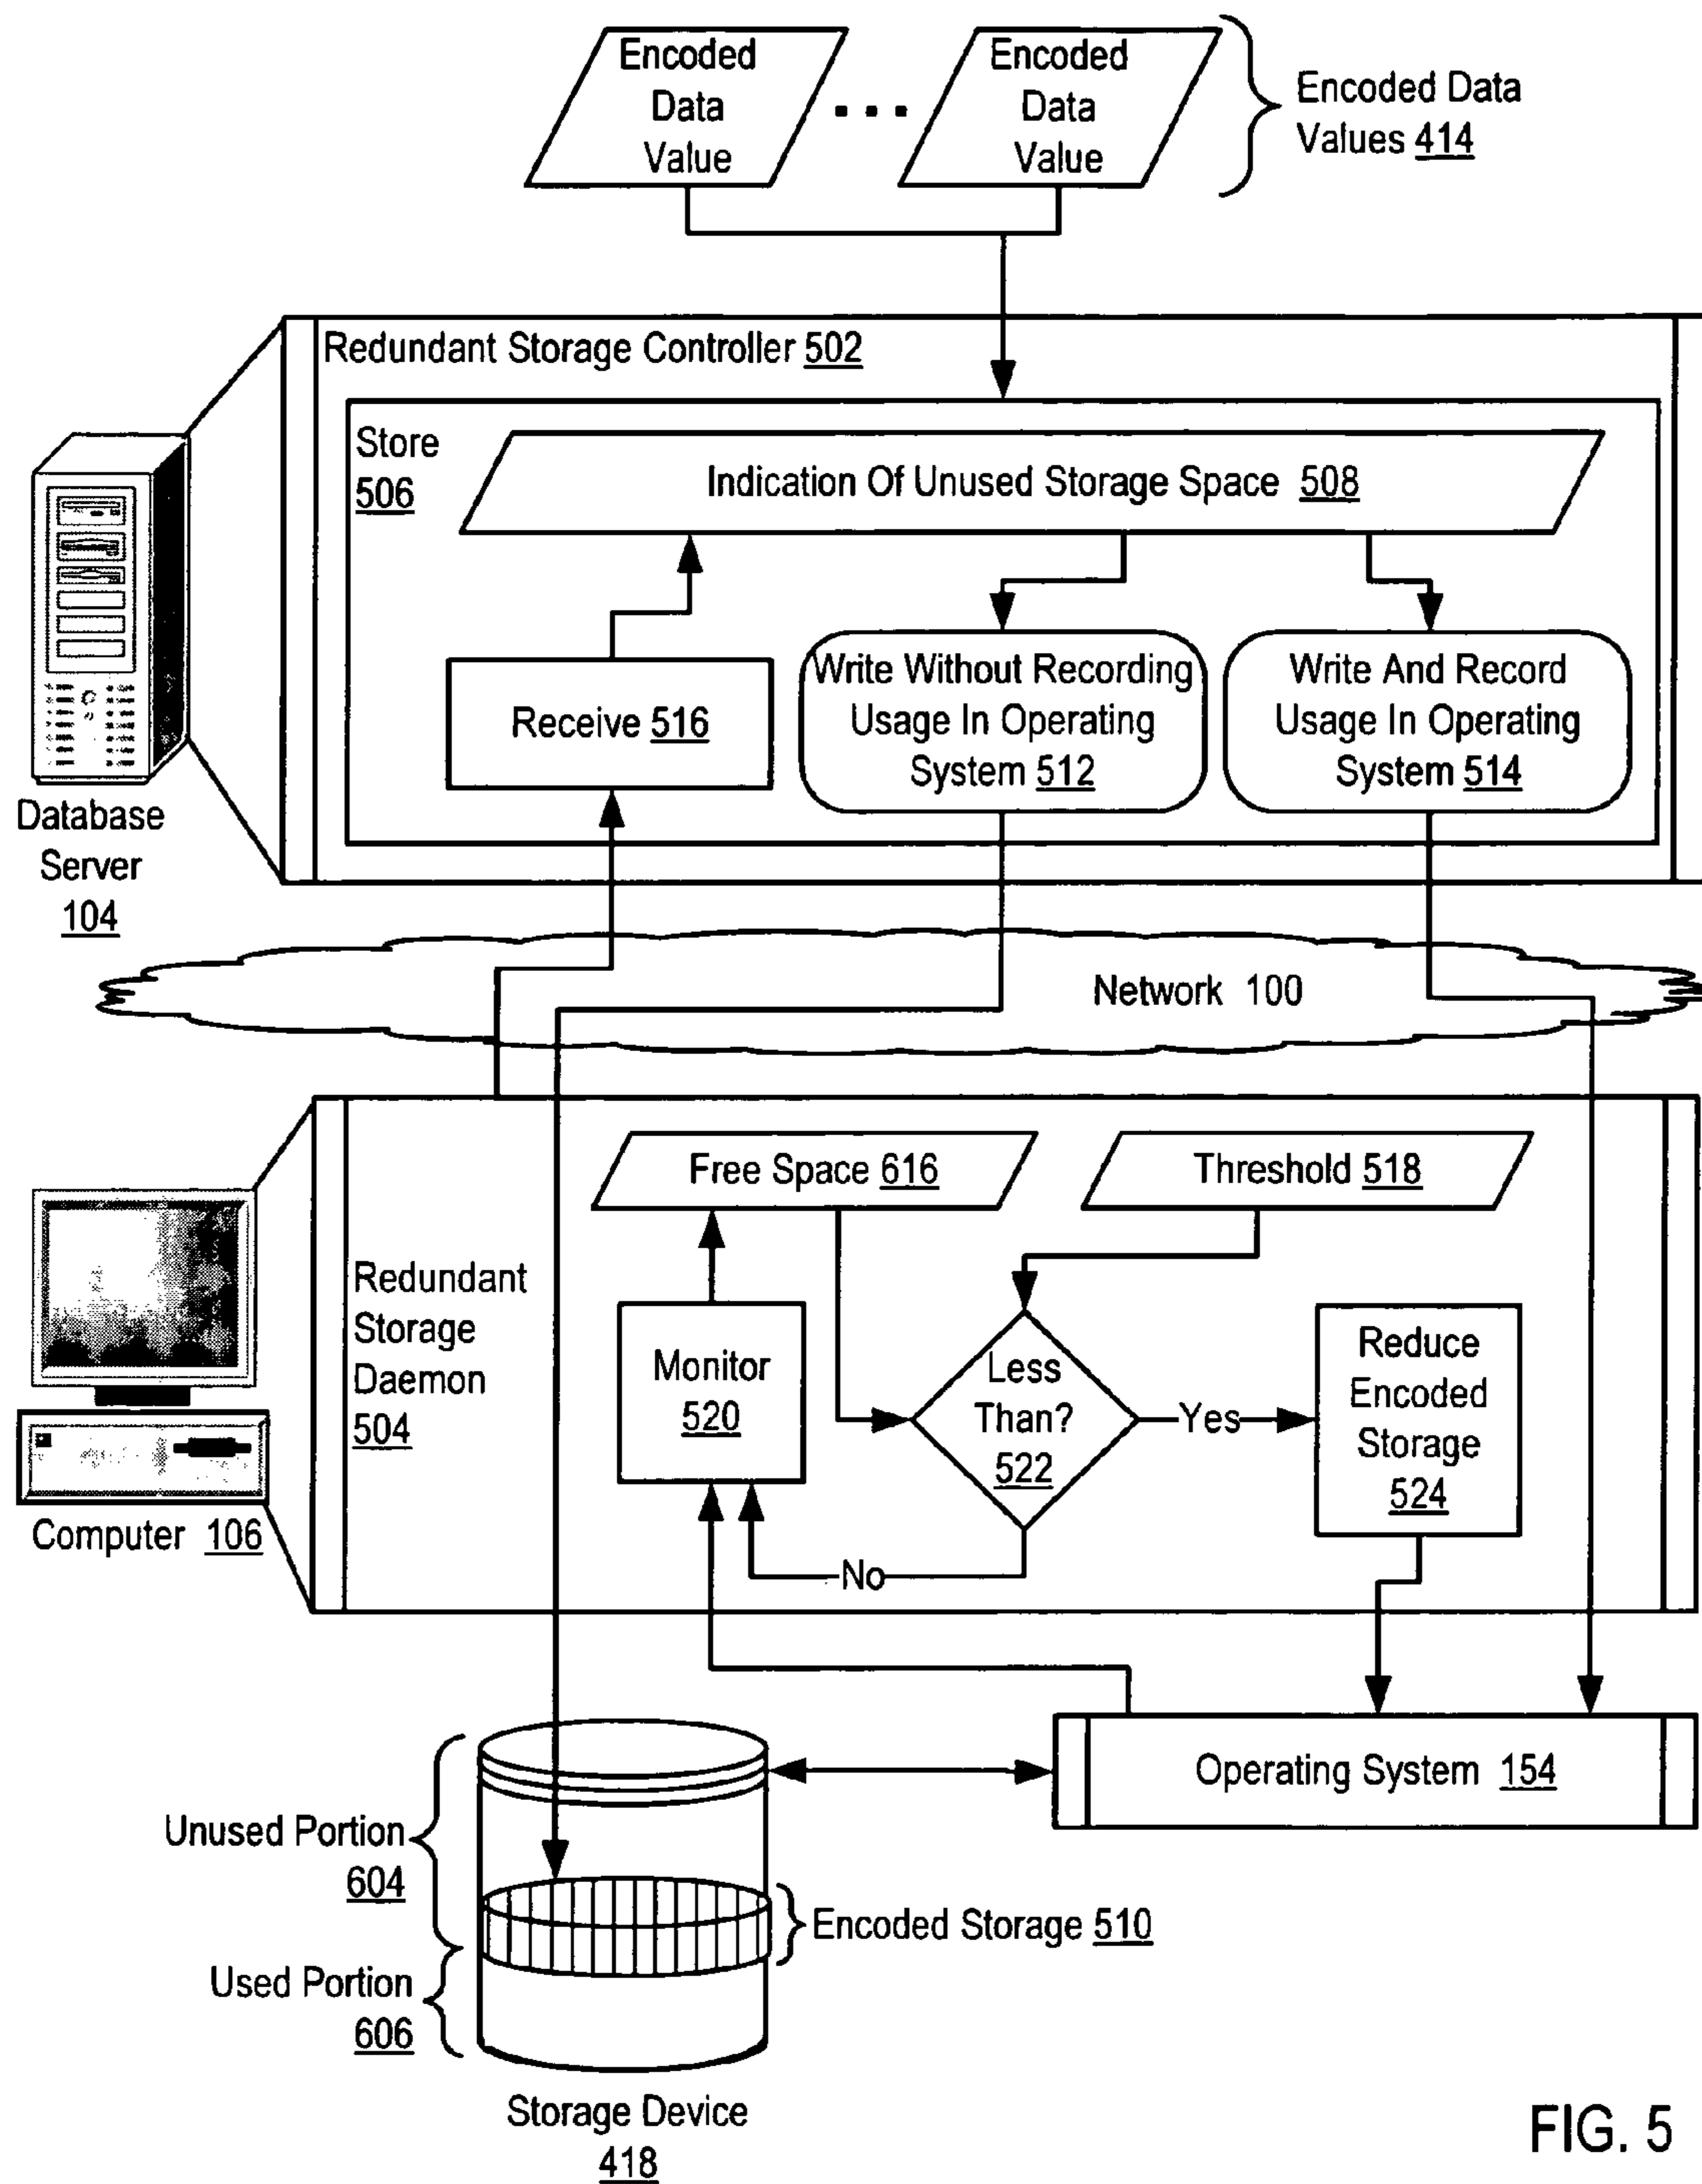 Encoded
Data
Value
...
Encoded
Data
Value
Encoded Data
Values 414
Redundant Storage Controller 502
Store
506
Indication Of Unused Storage Space 508
Receive 516
Write Without Recording
Usage In Operating
System 512
Write And Record
Usage In Operating
System 514
Database
Server
104
Network 100
Free Space 616
Threshold 518
Redundant
Storage
Daemon
504
Monitor
520
Less
Than?
522
Yes
Reduce
Encoded
Storage
524
No
Computer 106
Operating System 154
Unused Portion
604
Encoded Storage 510
Used Portion
606
Storage Device
418
FIG. 5